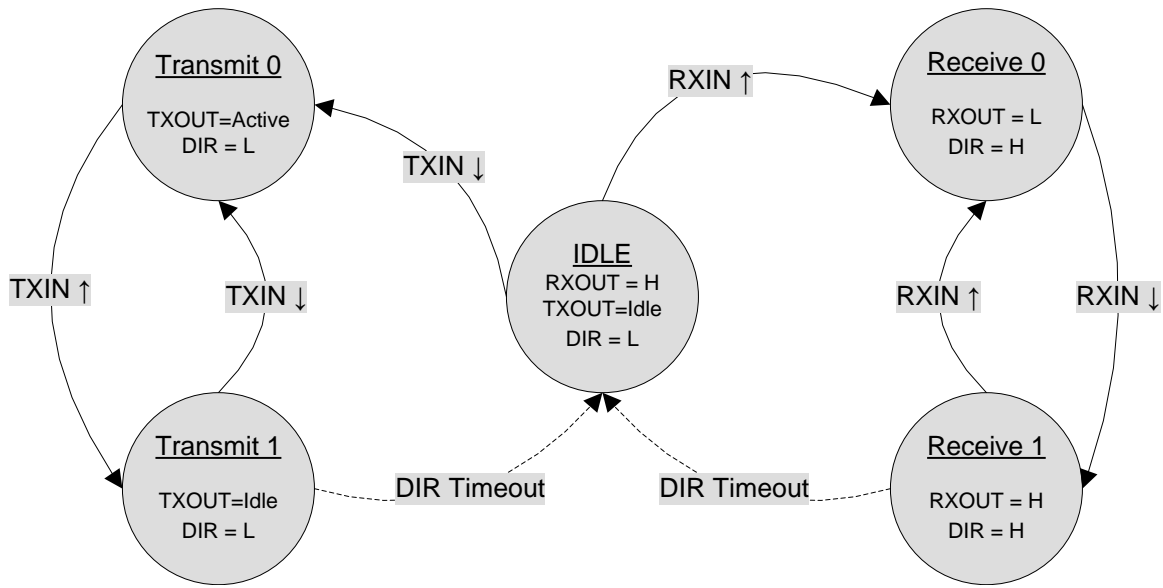 Transmit 0
TXOUT=Active
DIR = L
RXIN ↑
Receive 0
RXOUT = L
DIR = H
TXIN ↓
IDLE
RXOUT = H
TXOUT=Idle
DIR = L
TXIN ↑
TXIN ↓
RXIN ↑
RXIN ↓
Transmit 1
TXOUT=Idle
DIR = L
DIR Timeout
DIR Timeout
Receive 1
RXOUT = H
DIR = H